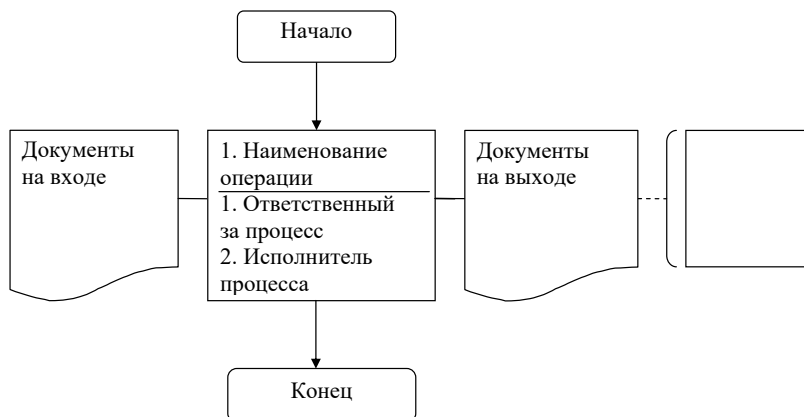 Начало
Документы
на входе
1. Наименование
операции
1. Ответственный
за процесс
2. Исполнитель
процесса
Документы
на выходе
Конец